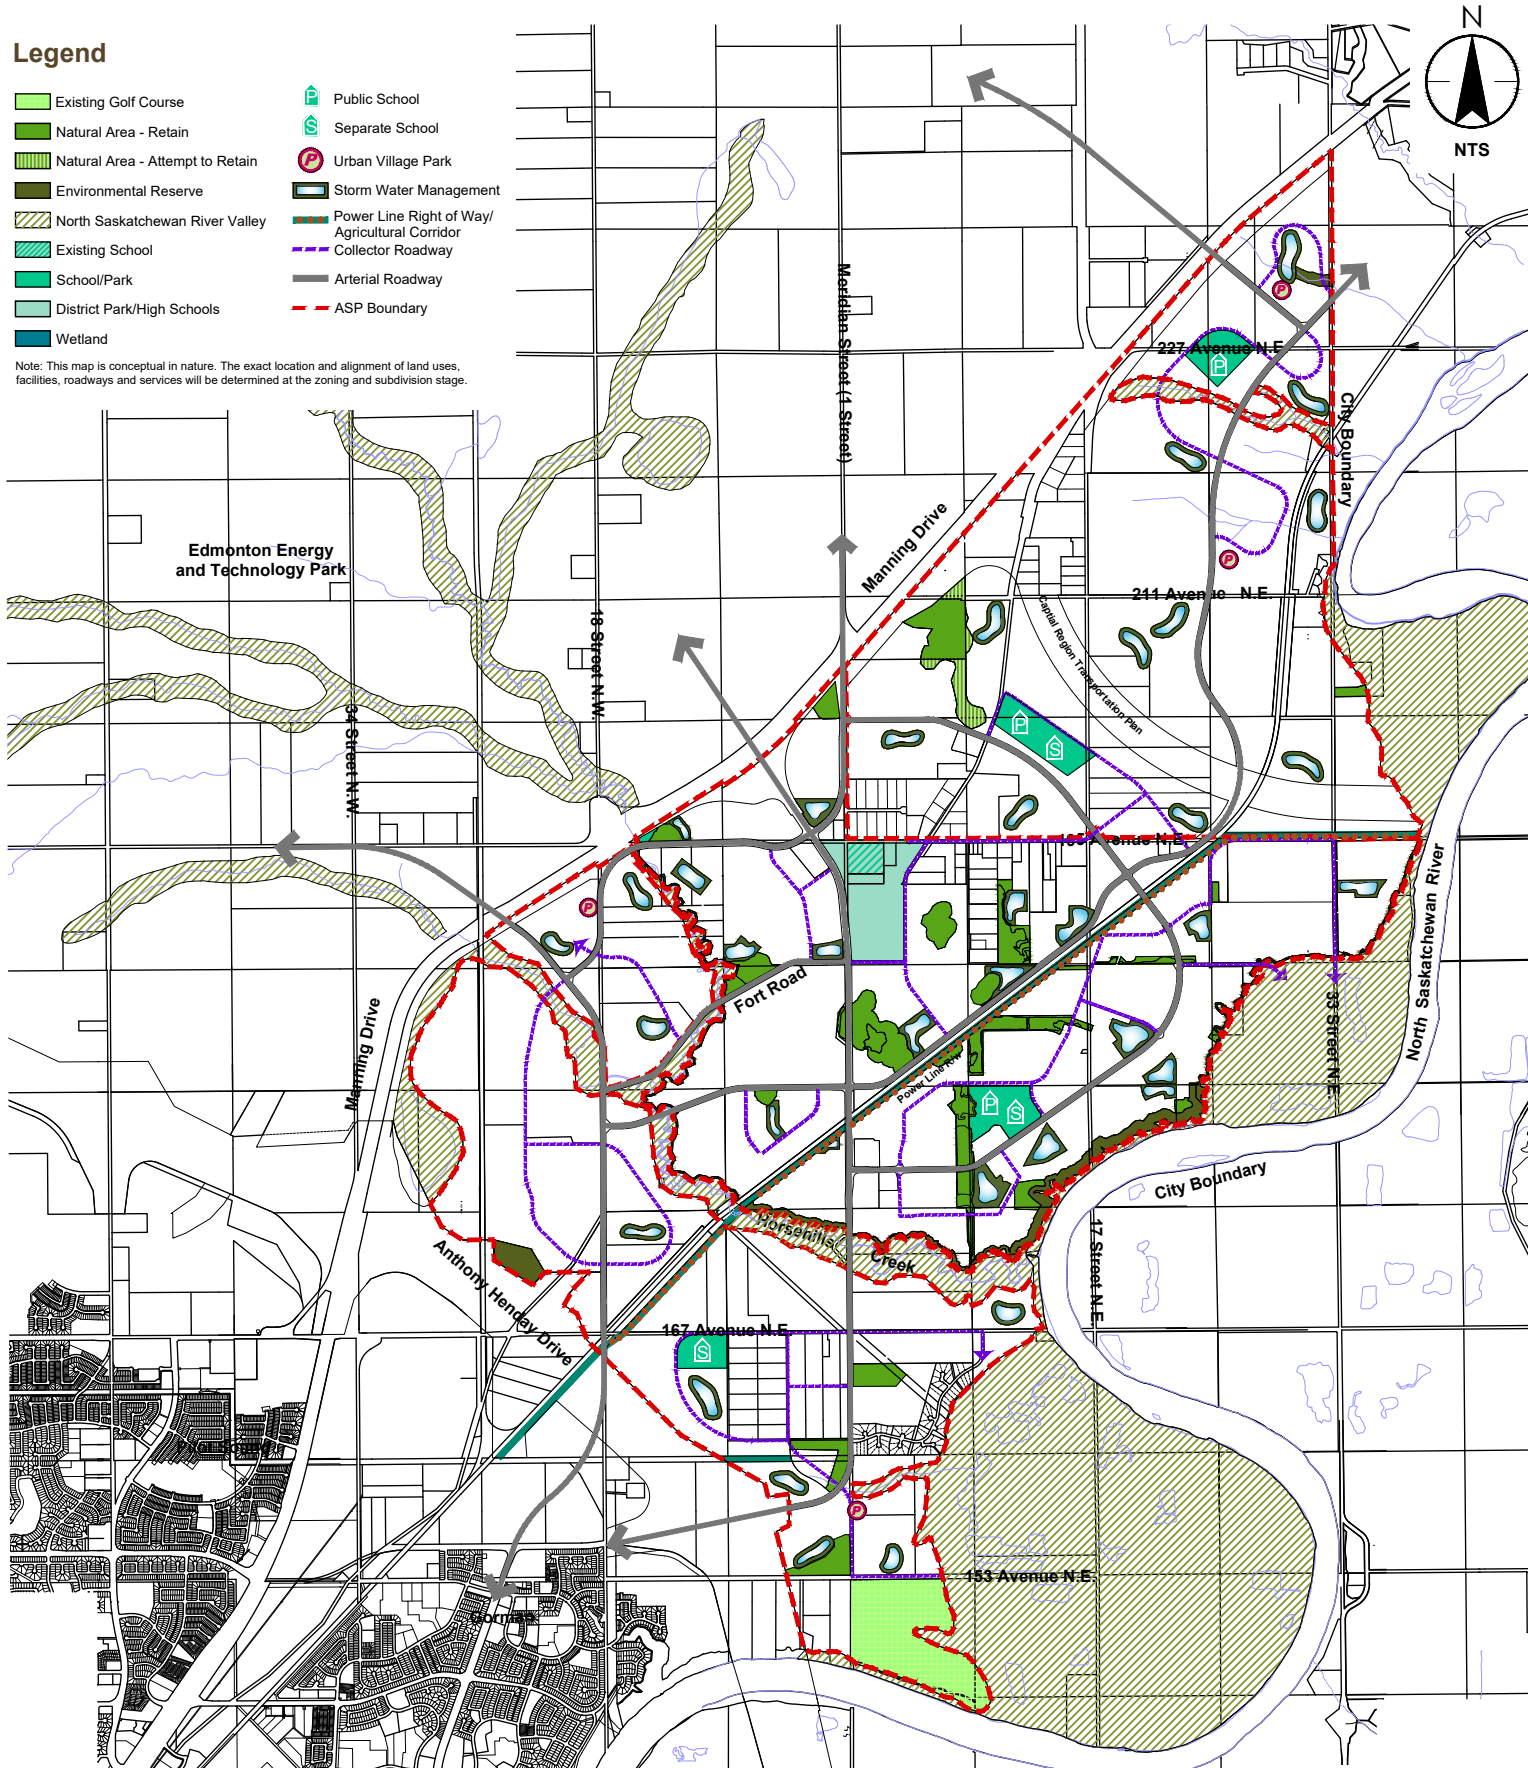 Legend
Existing Golf Course
Natural Area - Retain
Natural Area - Attempt to Retain
Environmental Reserve
North Saskatchewan River Valley
Existing School
School/Park
District Park/High Schools
Wetland
P Public School
S Separate School
P Urban Village Park
Storm Water Management
Power Line Right of Way/
Agricultural Corridor
Collector Roadway
Arterial Roadway
ASP Boundary
Note: This map is conceptual in nature. The exact location and alignment of land uses,
facilities, roadways and services will be determined at the zoning and subdivision stage.
N
NTS
Meridian Street (1 Street)
P
227 Avenue N.E.
P
City Boundary
Manning Drive
Edmonton Energy
and Technology Park
P
211 Avenue N.E.
18 Street N.W.
Captial Region Transportation Plan
34 Street N.W.
P
S
Avenue N.E.
P
North Saskatchewan River
Fort Road
33 Street N.E.
Manning Drive
Power Line R/W
P
S
City Boundary
17 Street N.E.
Horsehills
Creek
Anthony Henday Drive
167 Avenue N.E.
S
P
153 Avenue N.E.
Gorman